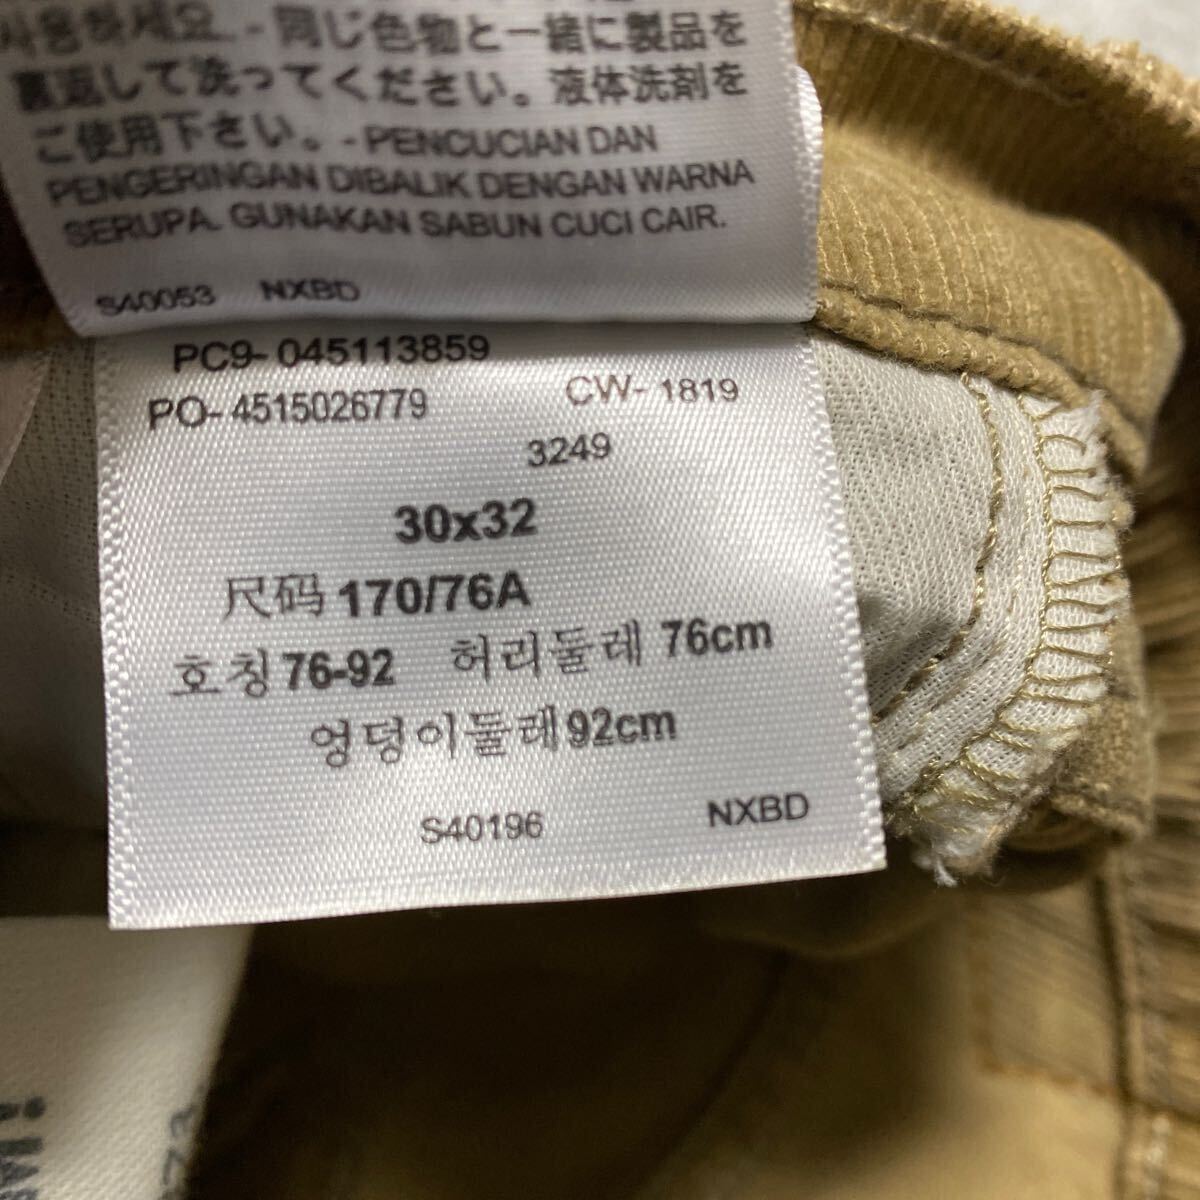 사용하세요. - 同じ色物と一緒に製品を
裏返して洗ってください。液体洗剤を
ご使用下さい。-PENCUCIAN DAN
PENGERINGAN DIBALIK DENGAN WARNA
SERUPA. GUNAKAN SABUN CUCI CAIR.
S40053 NXBD
PC9-045113859
PO-4515026779 CW-1819
3249
30x32
尺码 170/76A
호칭 76-92 허리둘레 76cm
엉덩이둘레 92cm
S40196 NXBD